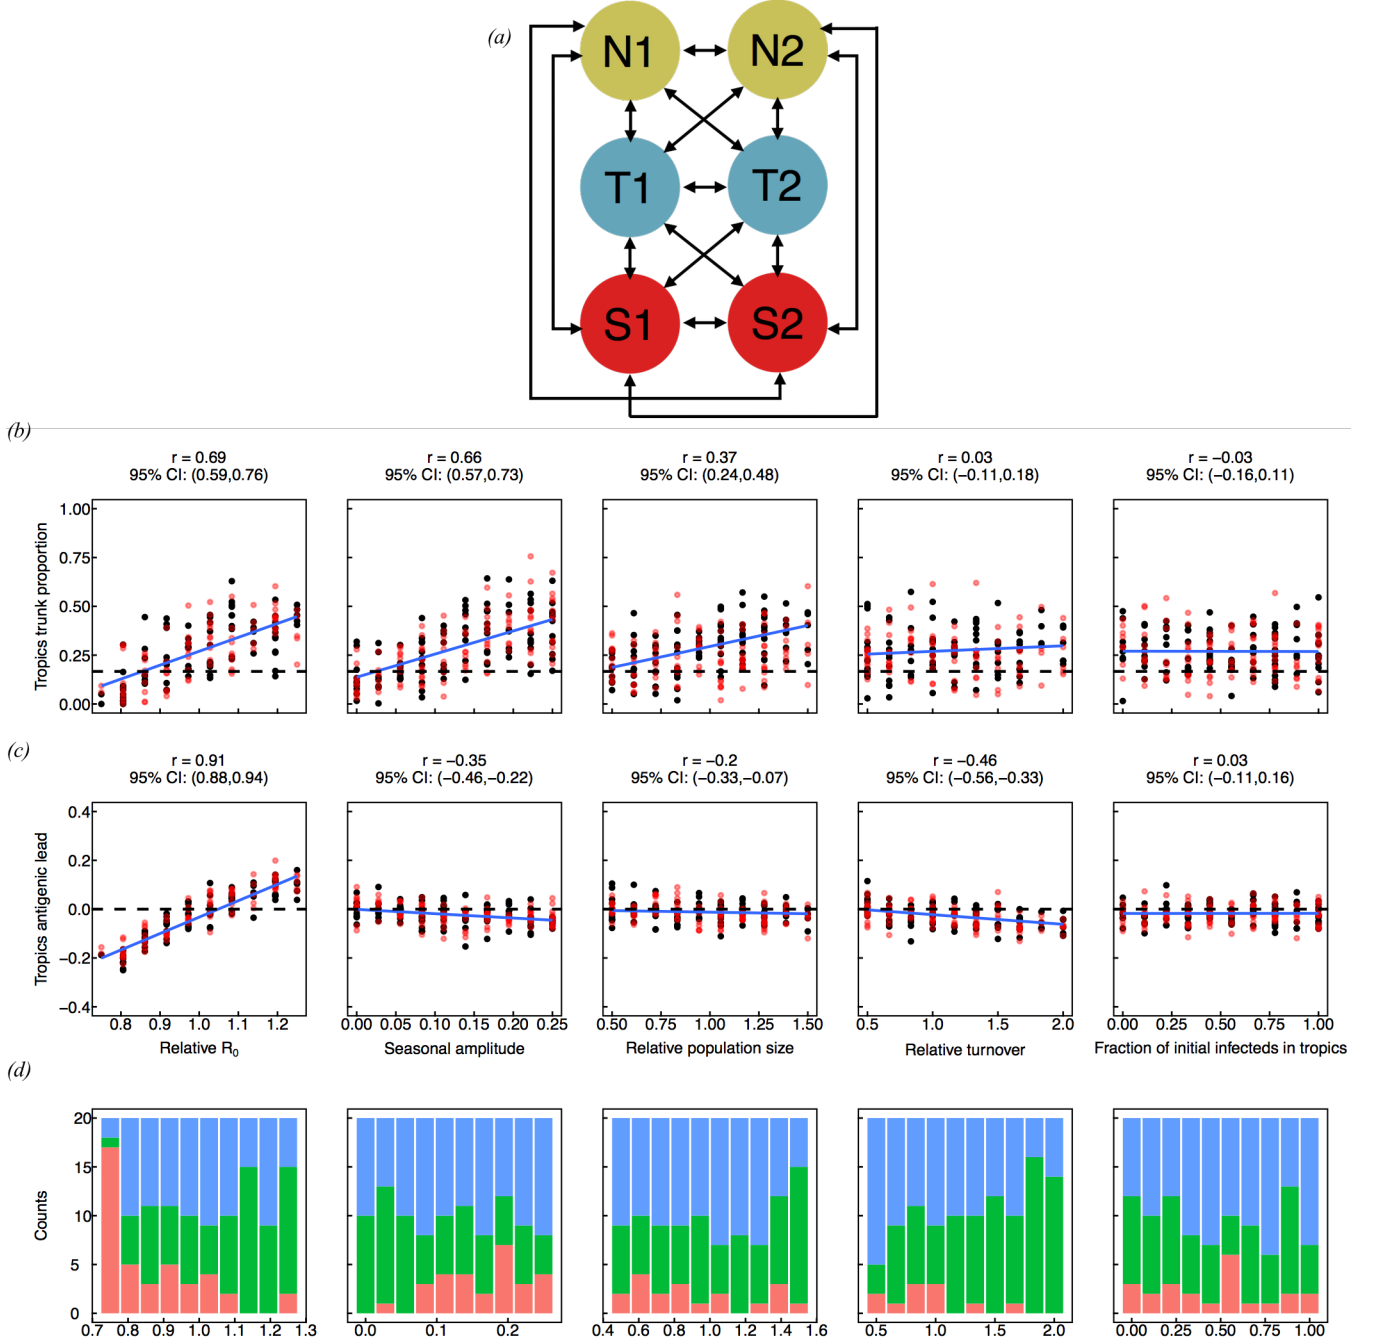 (a)
N1 N2
T1 T2
S1 S2
(b)
r = 0.69 r = 0.66 r = 0.37 r = 0.03 r = −0.03
95% CI: (0.59,0.76) 95% CI: (0.57,0.73) 95% CI: (0.24,0.48) 95% CI: (−0.11,0.18) 95% CI: (−0.16,0.11)
Tropics trunk proportion
1.00
0.75
0.50
0.25
0.00
(c)
r = 0.91 r = −0.35 r = −0.2 r = −0.46 r = 0.03
95% CI: (0.88,0.94) 95% CI: (−0.46,−0.22) 95% CI: (−0.33,−0.07) 95% CI: (−0.56,−0.33) 95% CI: (−0.11,0.16)
Tropics antigenic lead
0.4
0.2
0.0
−0.2
−0.4
0.8 0.9 1.0 1.1 1.2 0.00 0.05 0.10 0.15 0.20 0.25 0.50 0.75 1.00 1.25 1.50 0.5 1.0 1.5 2.0 0.00 0.25 0.50 0.75 1.00
Relative R0 Seasonal amplitude Relative population size Relative turnover Fraction of initial infecteds in tropics
(d)
Counts
20
15
10
5
0
0.7 0.8 0.9 1.0 1.1 1.2 1.3 0.0 0.1 0.2 0.4 0.6 0.8 1.0 1.2 1.4 1.6 0.5 1.0 1.5 2.0 0.00 0.25 0.50 0.75 1.00